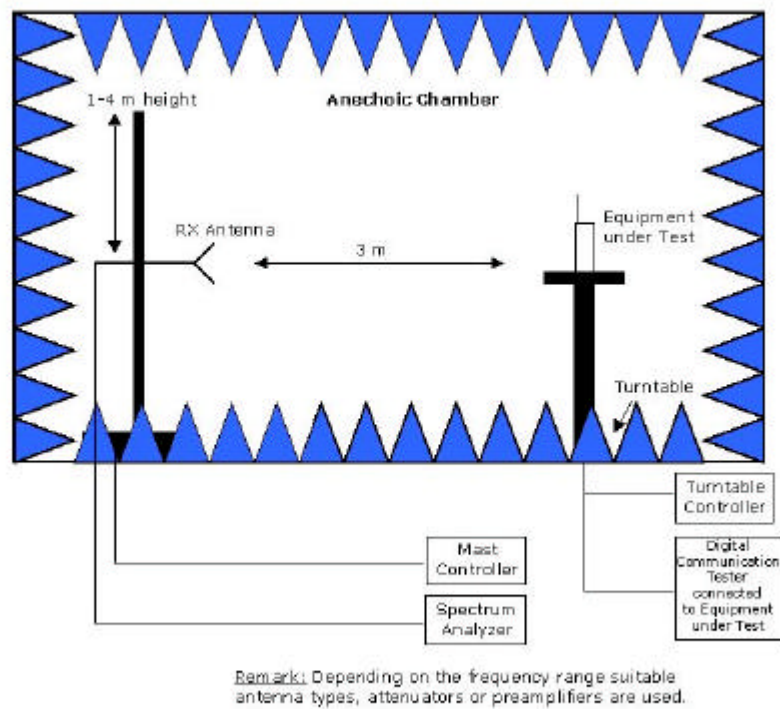 1-4 m height
Anechoic Chamber
RX Antenna
3 m
Equipment
under Test
Turntable
Turntable
Controller
Mast
Controller
Digital
Communication
Tester
connected
to Equipment
under Test
Spectrum
Analyzer
Remark: Depending on the frequency range suitable
antenna types, attenuators or preamplifiers are used.